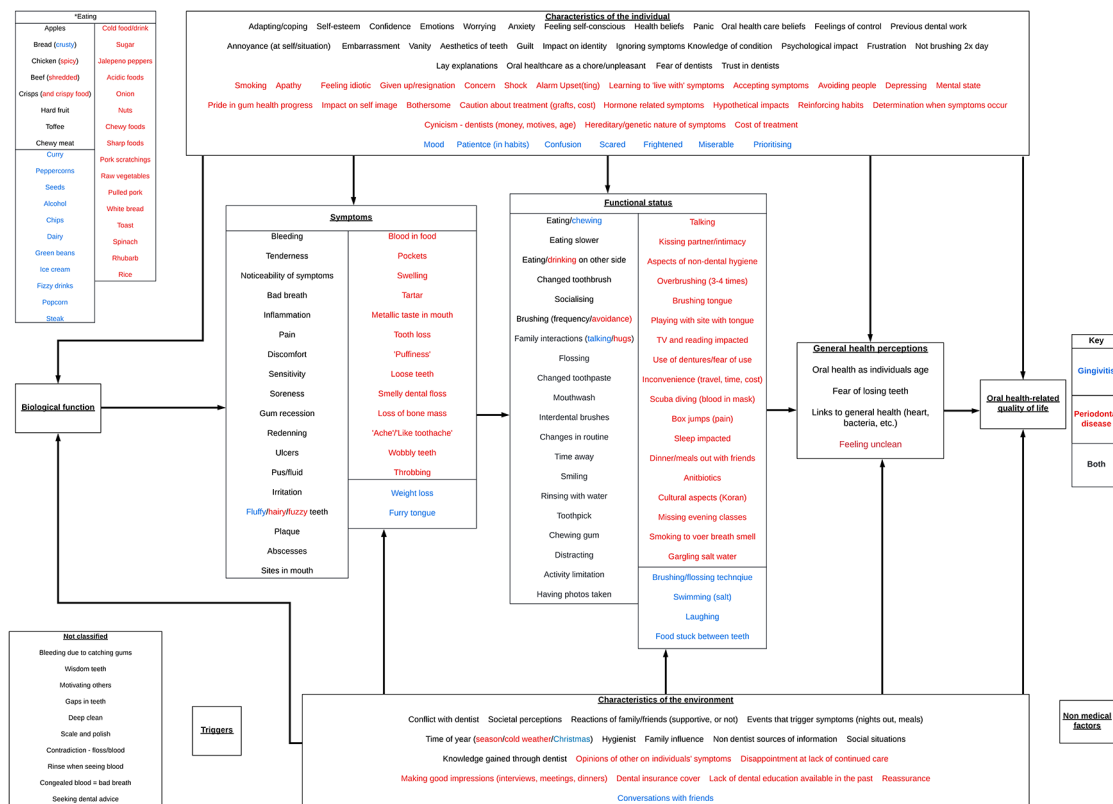 *Eating
Apples
Bread (crusty)
Chicken (spicy)
Beef (shredded)
Crisps (and crispy food)
Hard fruit
Toffee
Chewy meat
Curry
Peppercorns
Seeds
Alcohol
Chips
Dairy
Green beans
Ice cream
Fizzy drinks
Popcorn
Steak
Cold food/drink
Sugar
Jalepeno peppers
Acidic foods
Onion
Nuts
Chewy foods
Sharp foods
Pork scratchings
Raw vegetables
Pulled pork
White bread
Toast
Spinach
Rhubarb
Rice
Characteristics of the individual
Adapting/coping Self-esteem Confidence Emotions Worrying Anxiety Feeling self-conscious Health beliefs Panic Oral health care beliefs Feelings of control Previous dental work
Annoyance (at self/situation) Embarrassment Vanity Aesthetics of teeth Guilt Impact on identity Ignoring symptoms Knowledge of condition Psychological impact Frustration Not brushing 2x day
Lay explanations Oral healthcare as a chore/unpleasant Fear of dentists Trust in dentists
Smoking Apathy Feeling idiotic Given up/resignation Concern Shock Alarm Upset(ting) Learning to 'live with' symptoms Accepting symptoms Avoiding people Depressing Mental state
Pride in gum health progress Impact on self image Bothersome Caution about treatment (grafts, cost) Hormone related symptoms Hypothetical impacts Reinforcing habits Determination when symptoms occur
Cynicism - dentists (money, motives, age) Hereditary/genetic nature of symptoms Cost of treatment
Mood Patientce (in habits) Confusion Scared Frightened Miserable Prioritising
Biological function
Symptoms
Bleeding
Tenderness
Noticeability of symptoms
Bad breath
Inflammation
Pain
Discomfort
Sensitivity
Soreness
Gum recession
Redenning
Ulcers
Pus/fluid
Irritation
Fluffy/hairy/fuzzy teeth
Plaque
Abscesses
Sites in mouth
Blood in food
Pockets
Swelling
Tartar
Metallic taste in mouth
Tooth loss
'Puffiness'
Loose teeth
Smelly dental floss
Loss of bone mass
'Ache'/'Like toothache'
Wobbly teeth
Throbbing
Weight loss
Furry tongue
Functional status
Eating/chewing
Eating slower
Eating/drinking on other side
Changed toothbrush
Socialising
Brushing (frequency/avoidance)
Family interactions (talking/hugs)
Flossing
Changed toothpaste
Mouthwash
Interdental brushes
Changes in routine
Time away
Smiling
Rinsing with water
Toothpick
Chewing gum
Distracting
Activity limitation
Having photos taken
Talking
Kissing partner/intimacy
Aspects of non-dental hygiene
Overbrushing (3-4 times)
Brushing tongue
Playing with site with tongue
TV and reading impacted
Use of dentures/fear of use
Inconvenience (travel, time, cost)
Scuba diving (blood in mask)
Box jumps (pain)
Sleep impacted
Dinner/meals out with friends
Anitbiotics
Cultural aspects (Koran)
Missing evening classes
Smoking to voer breath smell
Gargling salt water
Brushing/flossing technqiue
Swimming (salt)
Laughing
Food stuck between teeth
General health perceptions
Oral health as individuals age
Fear of losing teeth
Links to general health (heart,
bacteria, etc.)
Feeling unclean
Oral health-related
quality of life
Key
Gingivitis
Periodonta
disease
Both
Not classified
Bleeding due to catching gums
Wisdom teeth
Motivating others
Gaps in teeth
Deep clean
Scale and polish
Contradiction - floss/blood
Rinse when seeing blood
Congealed blood = bad breath
Seeking dental advice
Triggers
Characteristics of the environment
Conflict with dentist Societal perceptions Reactions of family/friends (supportive, or not) Events that trigger symptoms (nights out, meals)
Time of year (season/cold weather/Christmas) Hygienist Family influence Non dentist sources of information Social situations
Knowledge gained through dentist Opinions of other on individuals' symptoms Disappointment at lack of continued care
Making good impressions (interviews, meetings, dinners) Dental insurance cover Lack of dental education available in the past Reassurance
Conversations with friends
Non medical
factors